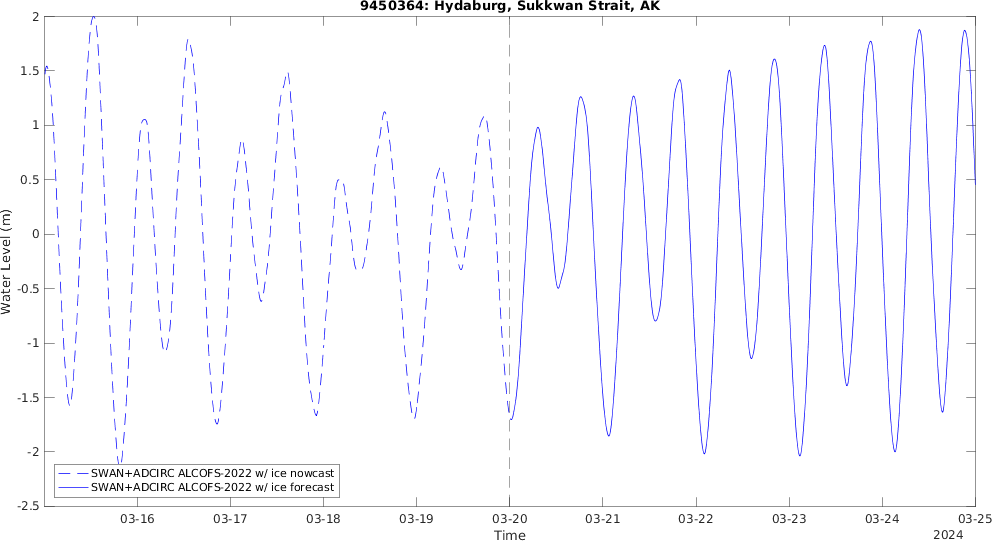 9450364: Hydaburg, Sukkwan Strait, AK
Water Level (m)
2
1.5
1
0.5
0
-0.5
-1
-1.5
-2
-2.5
SWAN+ADCIRC ALCOFS-2022 w/ ice nowcast
SWAN+ADCIRC ALCOFS-2022 w/ ice forecast
03-16 03-17 03-18 03-19 03-20 03-21 03-22 03-23 03-24 03-25
Time
2024